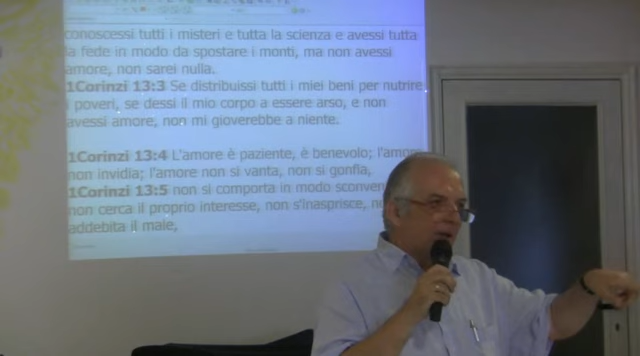 conoscessi tutti i misteri e tutta la scienza e avessi tutta
la fede in modo da spostare i monti, ma non avessi
amore, non sarei nulla.
1Corinzi 13:3 Se distribuissi tutti i miei beni per nutrire
i poveri, se dessi il mio corpo a essere arso, e non
avessi amore, non mi gioverebbe a niente.
1Corinzi 13:4 L'amore è paziente, è benevolo; l'amore
non invidia; l'amore non si vanta, non si gonfia,
1Corinzi 13:5 non si comporta in modo sconven
non cerca il proprio interesse, non s'inasprisce,
addebita il male,